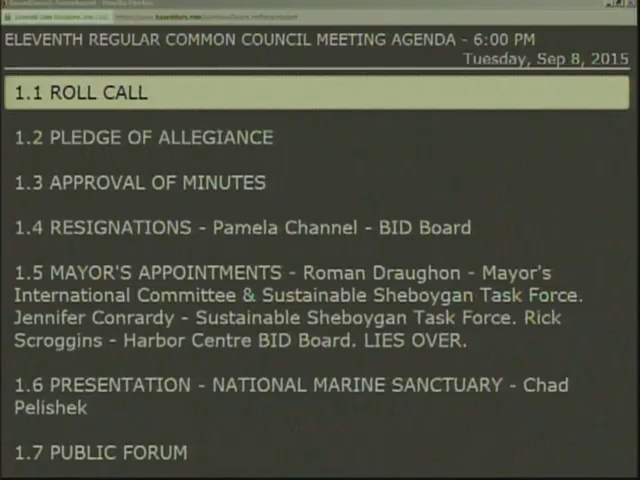 ELEVENTH REGULAR COMMON COUNCIL MEETING AGENDA - 6:00 PM
Tuesday, Sep 8, 2015
1.1 ROLL CALL
1.2 PLEDGE OF ALLEGIANCE
1.3 APPROVAL OF MINUTES
1.4 RESIGNATIONS - Pamela Channel - BID Board
1.5 MAYOR'S APPOINTMENTS - Roman Draughon - Mayor's
International Committee & Sustainable Sheboygan Task Force.
Jennifer Conrardy - Sustainable Sheboygan Task Force. Rick
Scroggins - Harbor Centre BID Board. LIES OVER.
1.6 PRESENTATION - NATIONAL MARINE SANCTUARY - Chad
Pelishek
1.7 PUBLIC FORUM